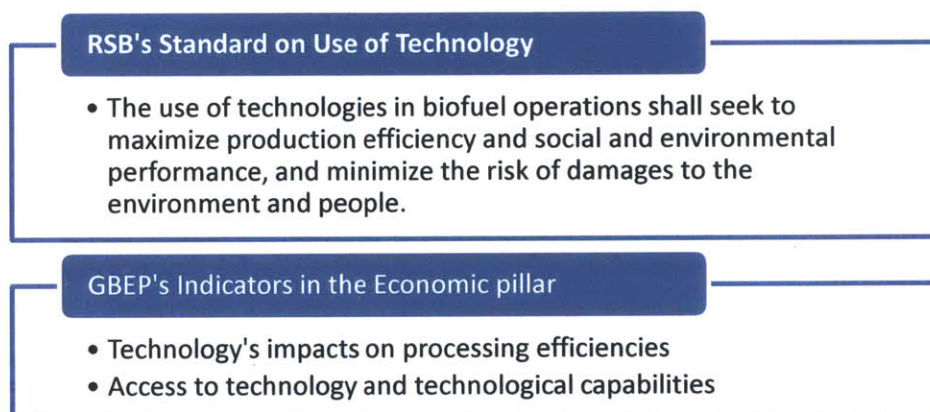 RSB's Standard on Use of Technology
• The use of technologies in biofuel operations shall seek to
maximize production efficiency and social and environmental
performance, and minimize the risk of damages to the
environment and people.
GBEP's Indicators in the Economic pillar
• Technology's impacts on processing efficiencies
• Access to technology and technological capabilities